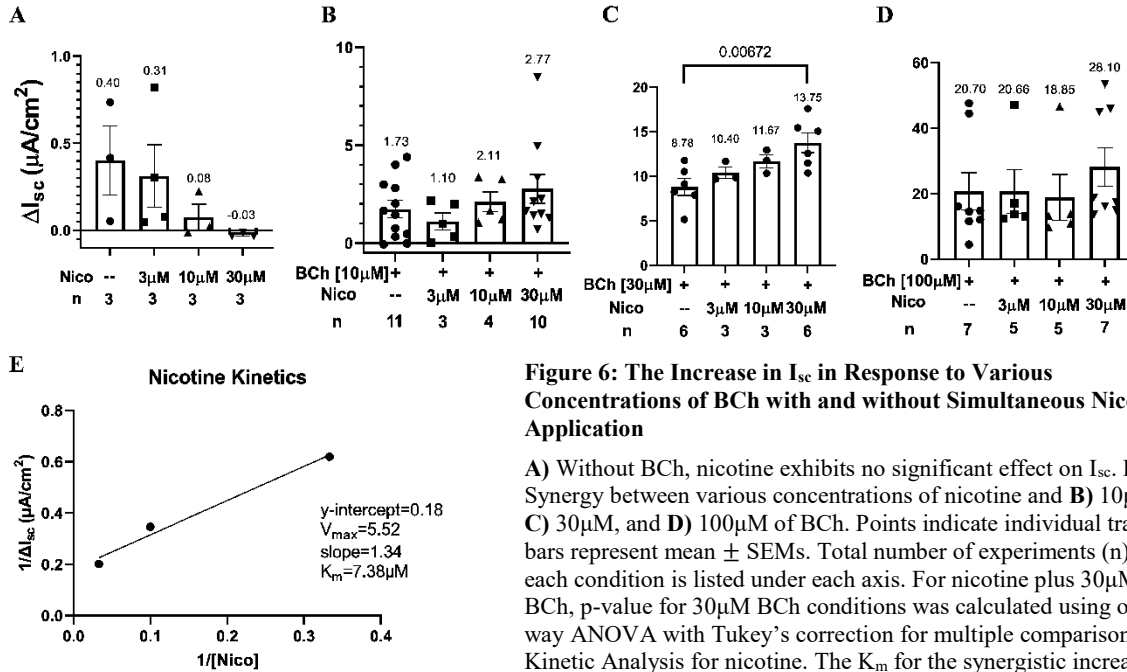 A
ΔIsc (μA/cm²)
1.0
0.5
0.0
0.40
0.31
0.08
-0.03
Nico -- 3μM 10μM 30μM
n 3 3 3 3
B
10
5
0
1.73
1.10
2.11
2.77
BCh [10μM] + + + +
Nico -- 3μM 10μM 30μM
n 11 3 4 10
C
0.00672
20
15
10
5
0
8.78
10.40
11.67
13.75
BCh [30μM] + + + +
Nico -- 3μM 10μM 30μM
n 6 3 3 6
D
60
40
20
0
20.70
20.66
18.85
28.10
BCh [100μM] + + + +
Nico -- 3μM 10μM 30μM
n 7 5 5 7
E
Nicotine Kinetics
1/ΔIsc (μA/cm²)
0.8
0.6
0.4
0.2
0.0
y-intercept=0.18
Vmax=5.52
slope=1.34
Km=7.38μM
0.0 0.1 0.2 0.3 0.4
1/[Nico]
Figure 6: The Increase in Isc in Response to Various
Concentrations of BCh with and without Simultaneous
Application
A) Without BCh, nicotine exhibits no significant effect on Isc.
Synergy between various concentrations of nicotine and B)
C) 30μM, and D) 100μM of BCh. Points indicate individual
bars represent mean ± SEMs. Total number of experiments (n)
each condition is listed under each axis. For nicotine plus
BCh, p-value for 30μM BCh conditions was calculated using
way ANOVA with Tukey's correction for multiple
Kinetic Analysis for nicotine. The Km for the synergistic